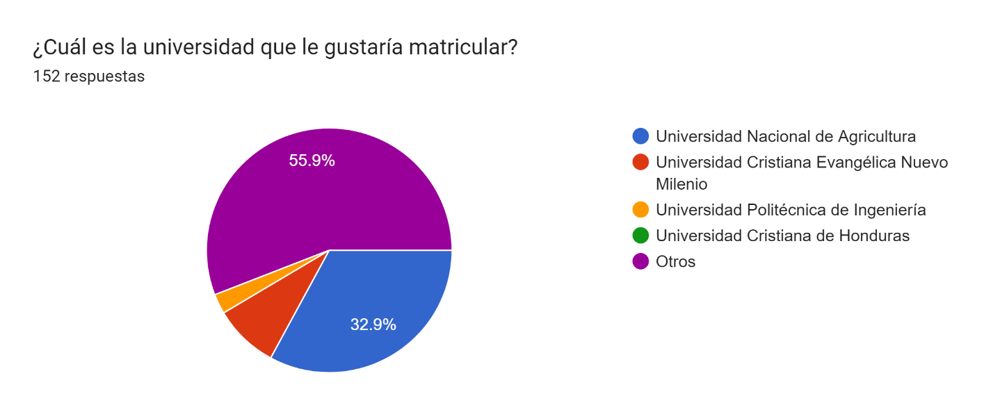 ¿Cuál es la universidad que le gustaría matricular?
152 respuestas
55.9%
32.9%
Universidad Nacional de Agricultura
Universidad Cristiana Evangélica Nuevo
Milenio
Universidad Politécnica de Ingeniería
Universidad Cristiana de Honduras
Otros